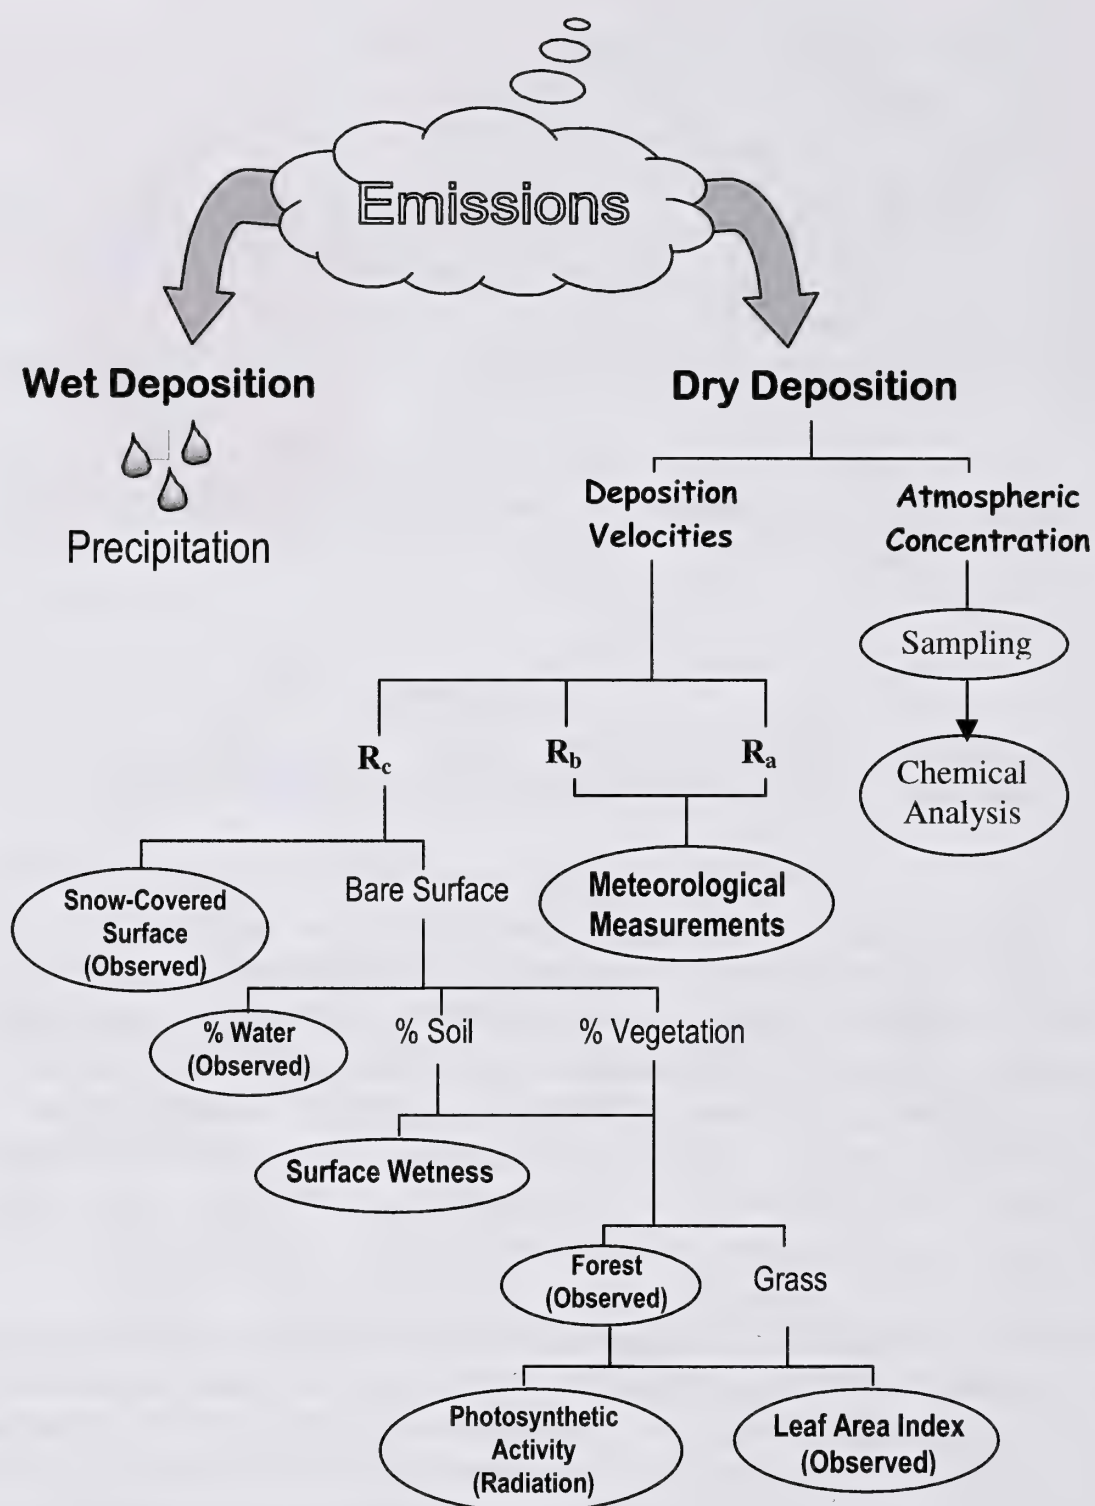 Emissions
Wet Deposition
Precipitation
Dry Deposition
Deposition
Velocities
Atmospheric
Concentration
Sampling
Chemical
Analysis
Rc
Rb
Ra
Meteorological
Measurements
Snow-Covered
Surface
(Observed)
Bare Surface
% Water
(Observed)
% Soil
% Vegetation
Surface Wetness
Forest
(Observed)
Grass
Photosynthetic
Activity
(Radiation)
Leaf Area Index
(Observed)